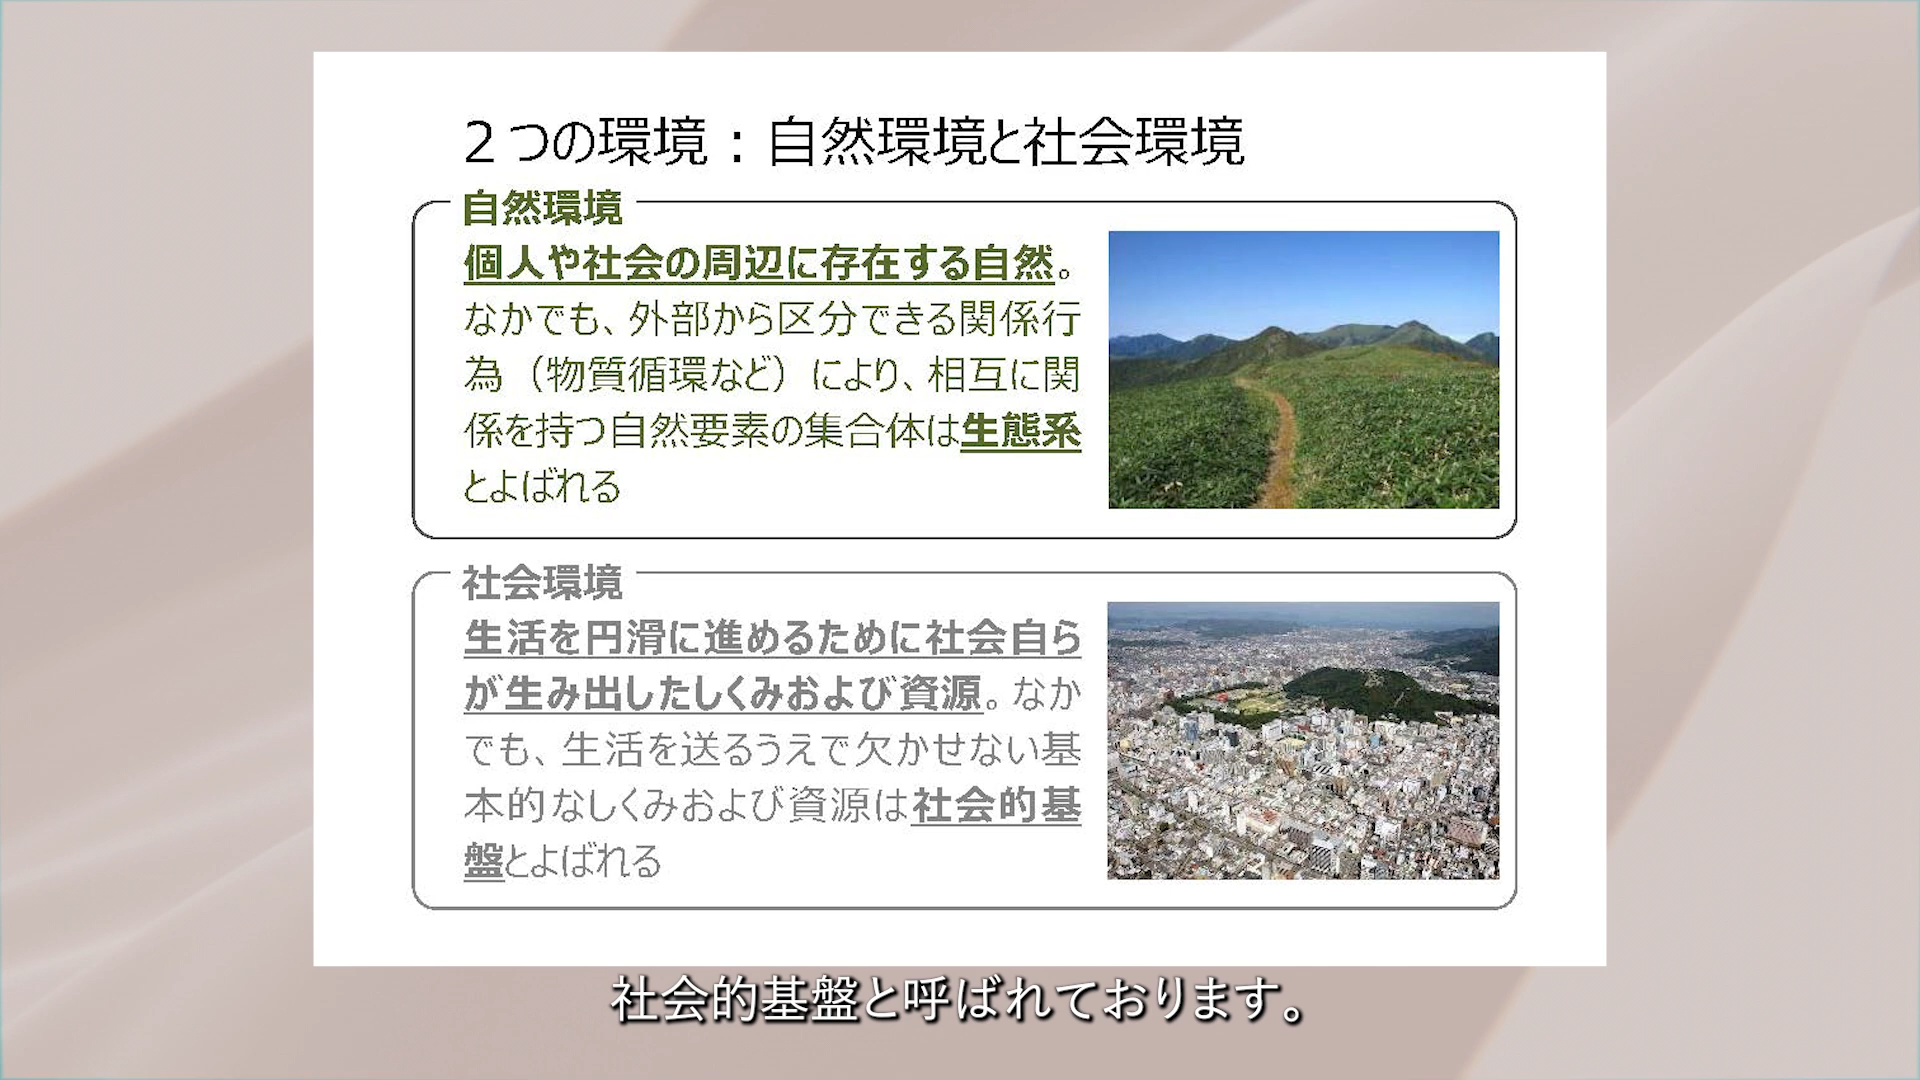 ２つの環境：自然環境と社会環境
自然環境
個人や社会の周辺に存在する自然。
なかでも、外部から区分できる関係行
為（物質循環など）により、相互に関
係を持つ自然要素の集合体は生態系
とよばれる
社会環境
生活を円滑に進めるために社会自ら
が生み出したしくみおよび資源。なか
でも、生活を送るうえで欠かせない基
本的なしくみおよび資源は社会的基
盤とよばれる
社会的基盤と呼ばれております。